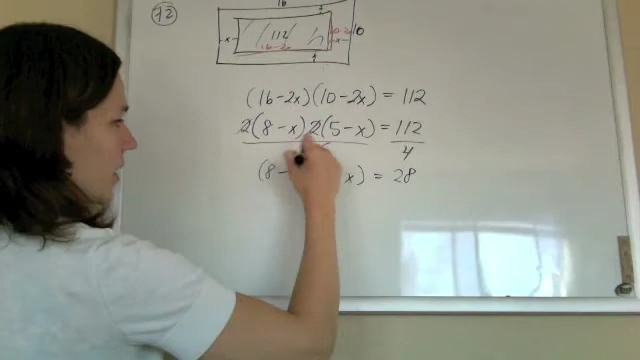 72
16
-x-
112
10-2x
-x-
10
16-2x
(16-2x)(10-2x) = 112
2(8-x)2(5-x) = 112
4
(8- x) = 28